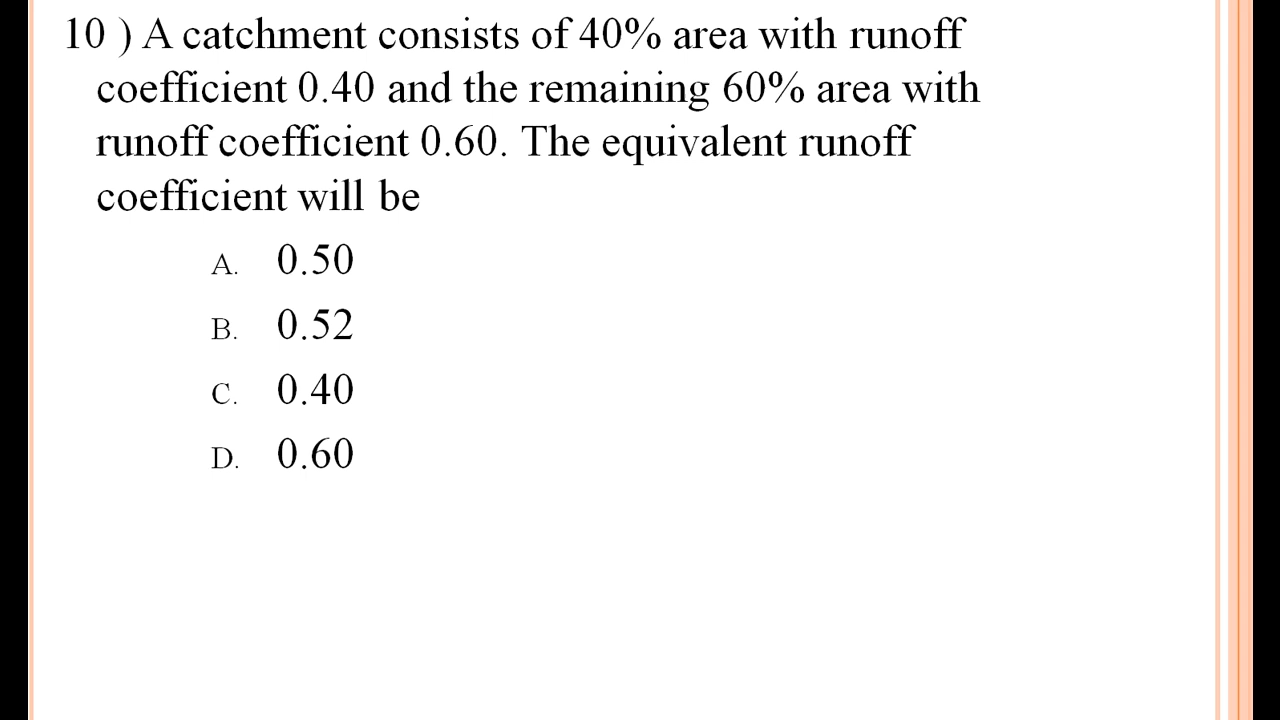 10 ) A catchment consists of 40% area with runoff
coefficient 0.40 and the remaining 60% area with
runoff coefficient 0.60. The equivalent runoff
coefficient will be
A. 0.50
B. 0.52
C. 0.40
D. 0.60